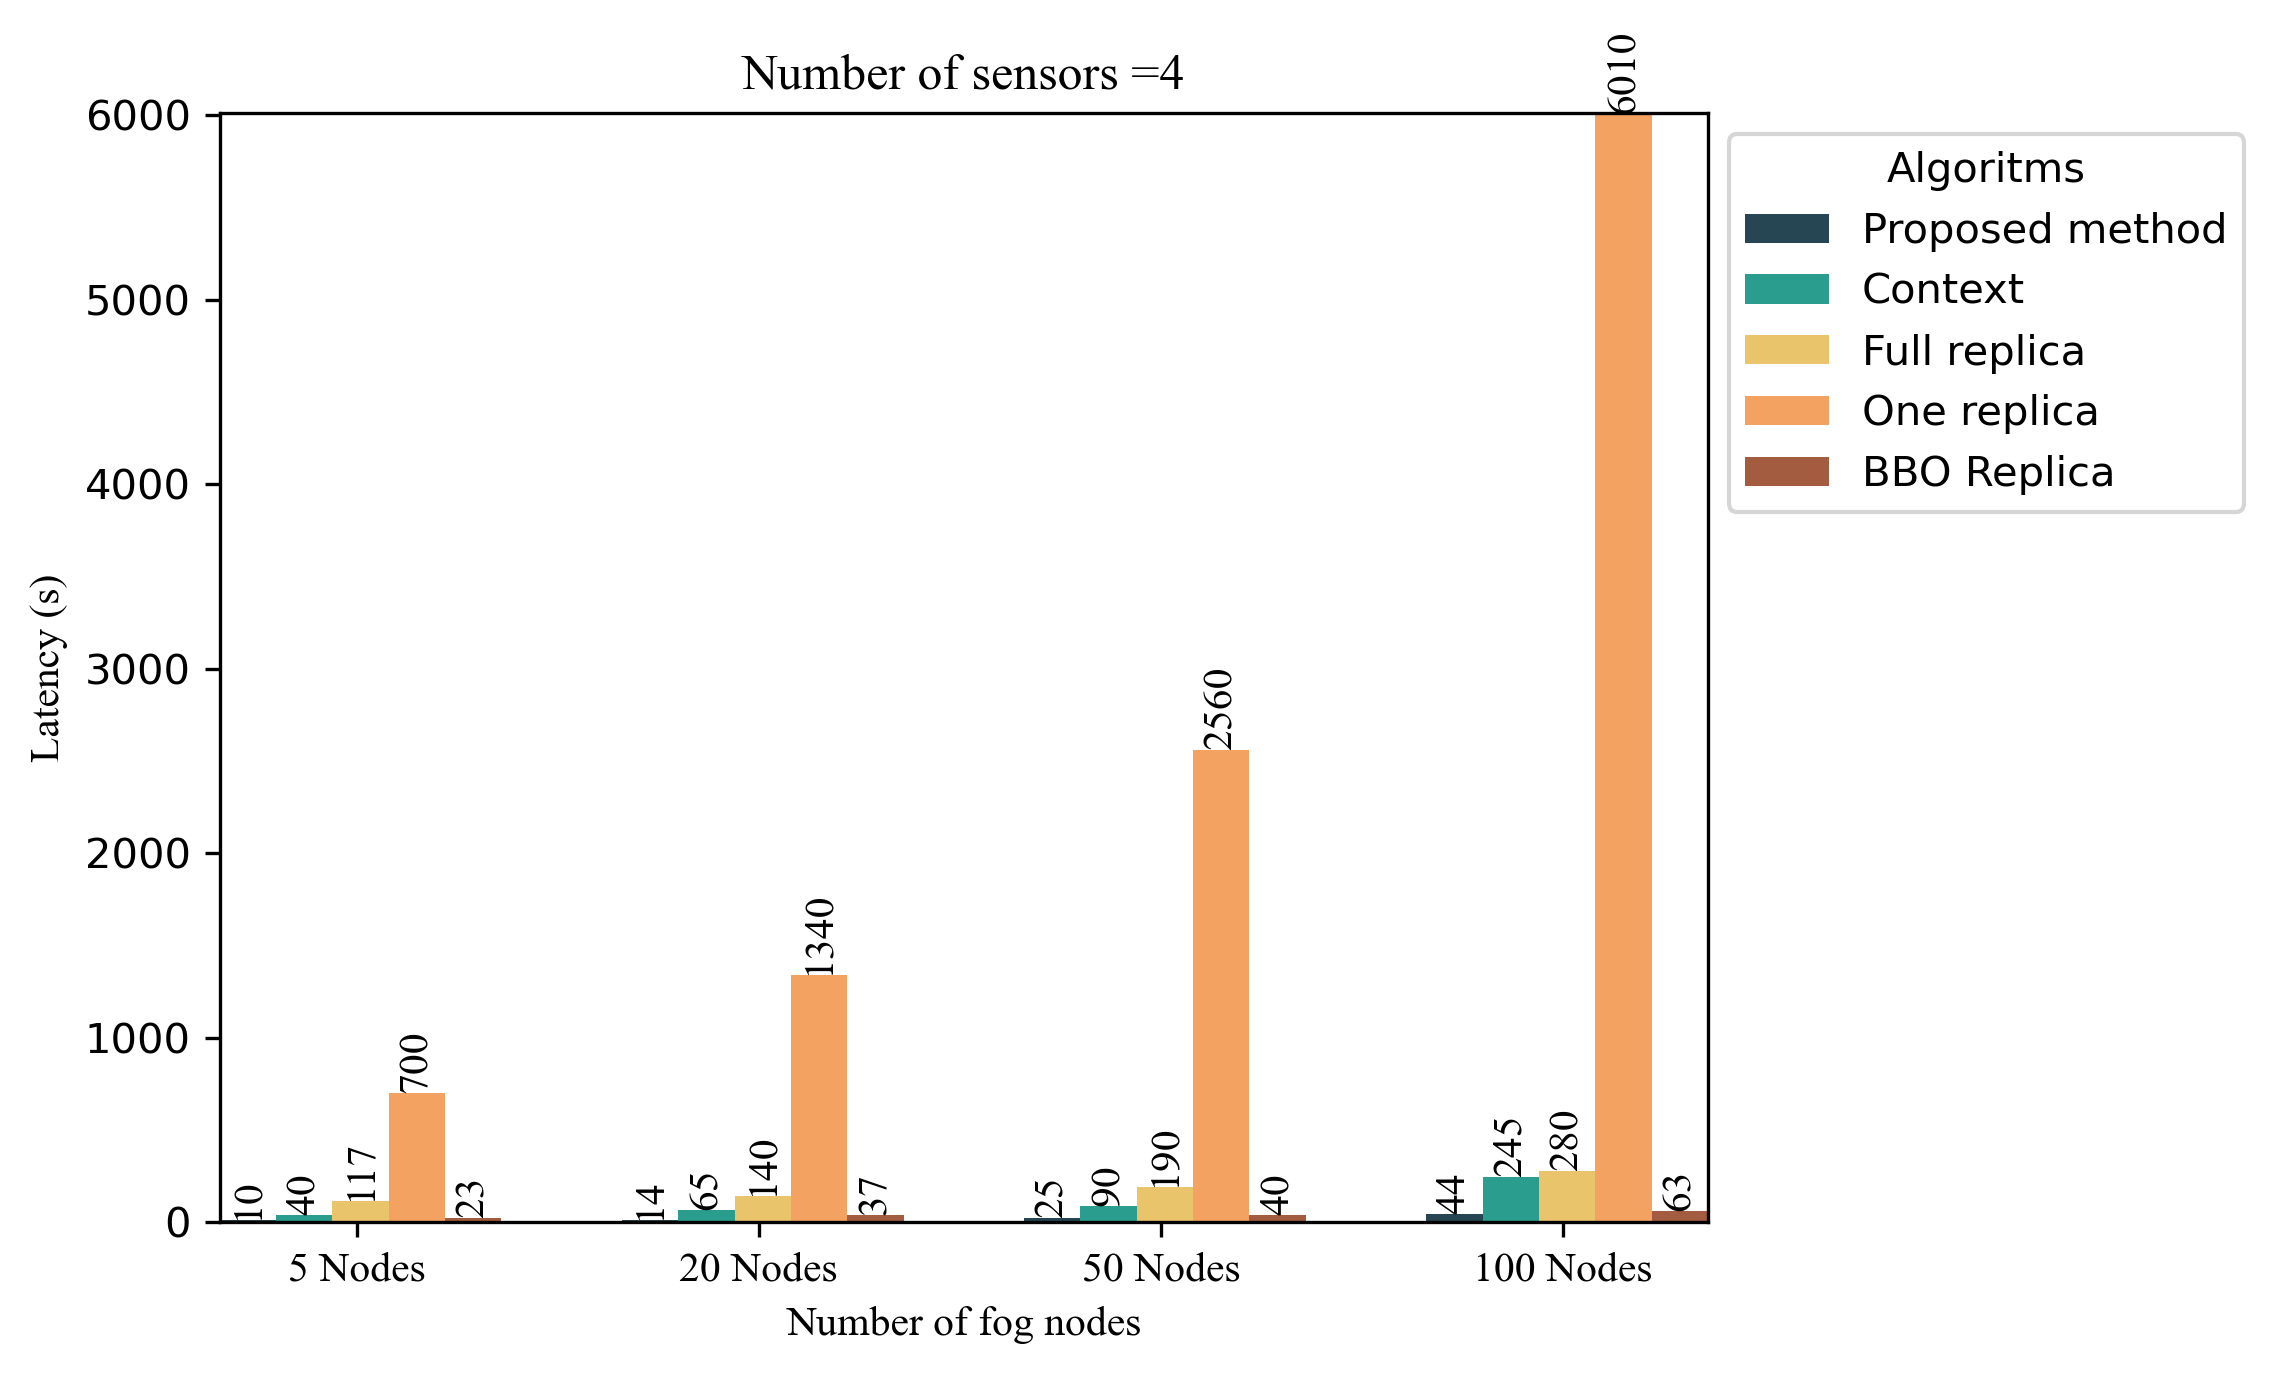 Number of sensors =4
6000
5000
4000
3000
2000
1000
0
Latency (s)
10
40
117
700
23
14
65
140
1340
37
25
90
190
2560
40
44
245
280
6010
63
5 Nodes
20 Nodes
50 Nodes
100 Nodes
Number of fog nodes
Algoritms
Proposed method
Context
Full replica
One replica
BBO Replica